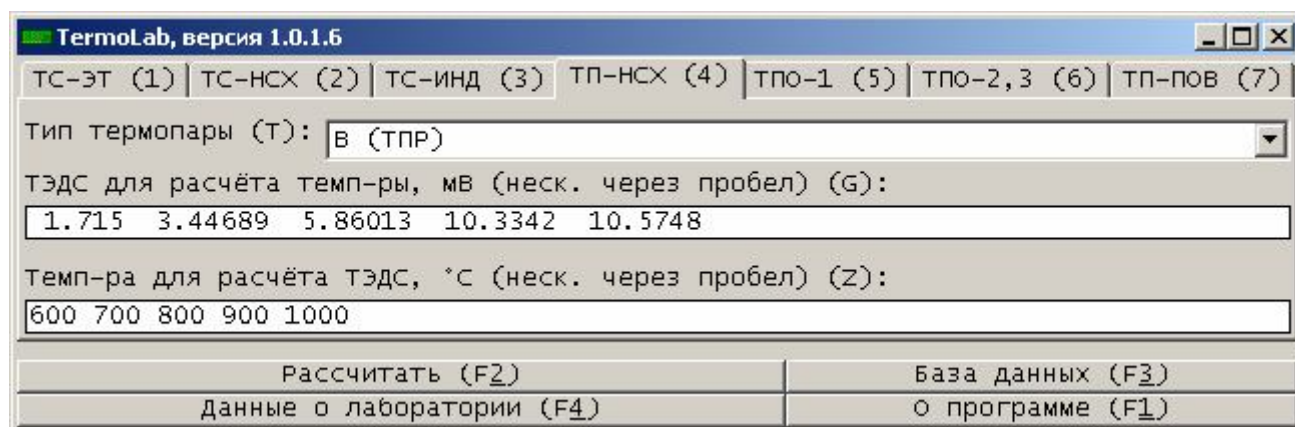 TermoLab, версия 1.0.1.6
ТС-ЭТ (1) ТС-НСХ (2) ТС-ИНД (3) ТП-НСХ (4) ТПО-1 (5) ТПО-2,3 (6) ТП-ПОВ (7)
Тип термопары (T): В (ТПР)
ТЭДС для расчёта темп-ры, мВ (неск. через пробел) (G):
1.715 3.44689 5.86013 10.3342 10.5748
Темп-ра для расчёта ТЭДС, °С (неск. через пробел) (Z):
600 700 800 900 1000
Рассчитать (F2) База данных (F3)
Данные о лаборатории (F4) О программе (F1)